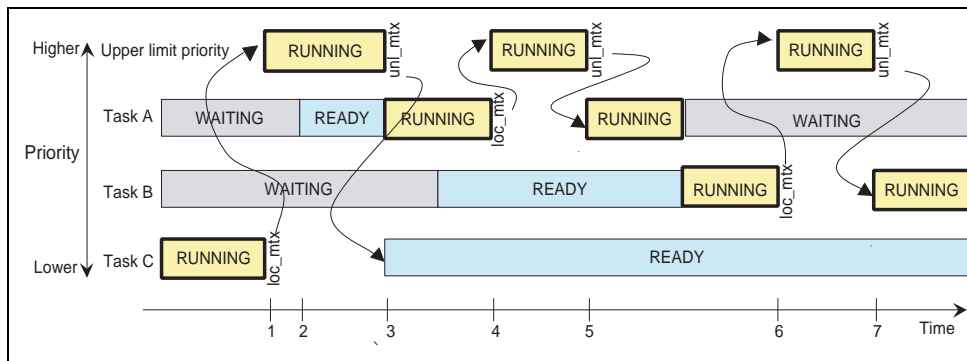 Higher Upper limit priority RUNNING unl_mtx RUNNING unl_mtx RUNNING unl_mtx
Task A WAITING READY RUNNING loc_mtx RUNNING WAITING
Priority
Task B WAITING READY RUNNING loc_mtx RUNNING
Lower Task C RUNNING loc_mtx READY
1 2 3 4 5 6 7 Time